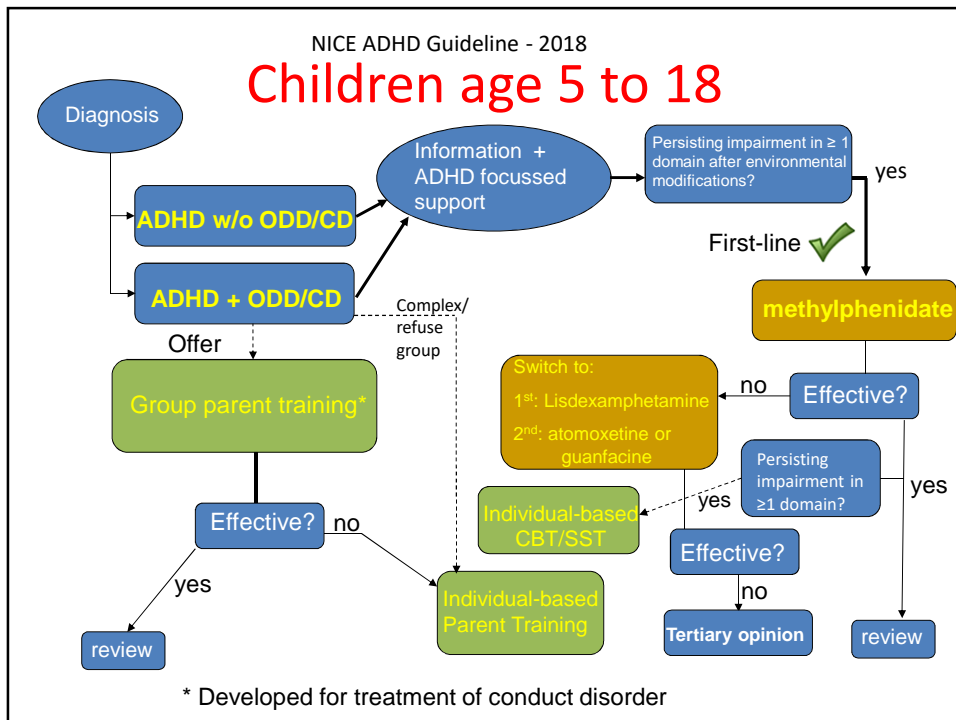 NICE ADHD Guideline - 2018
Children age 5 to 18
Diagnosis
Information +
ADHD focussed
support
Persisting impairment in ≥ 1
domain after environmental
modifications?
yes
ADHD w/o ODD/CD
First-line
ADHD + ODD/CD
Complex/
refuse
group
methylphenidate
Offer
Group parent training*
Switch to:
1st: Lisdexamphetamine
2nd: atomoxetine or
guanfacine
no
Effective?
Persisting
impairment in
≥1 domain?
yes
yes
Individual-based
CBT/SST
Effective?
no
Effective?
yes
Individual-based
Parent Training
no
Tertiary opinion
review
review
* Developed for treatment of conduct disorder